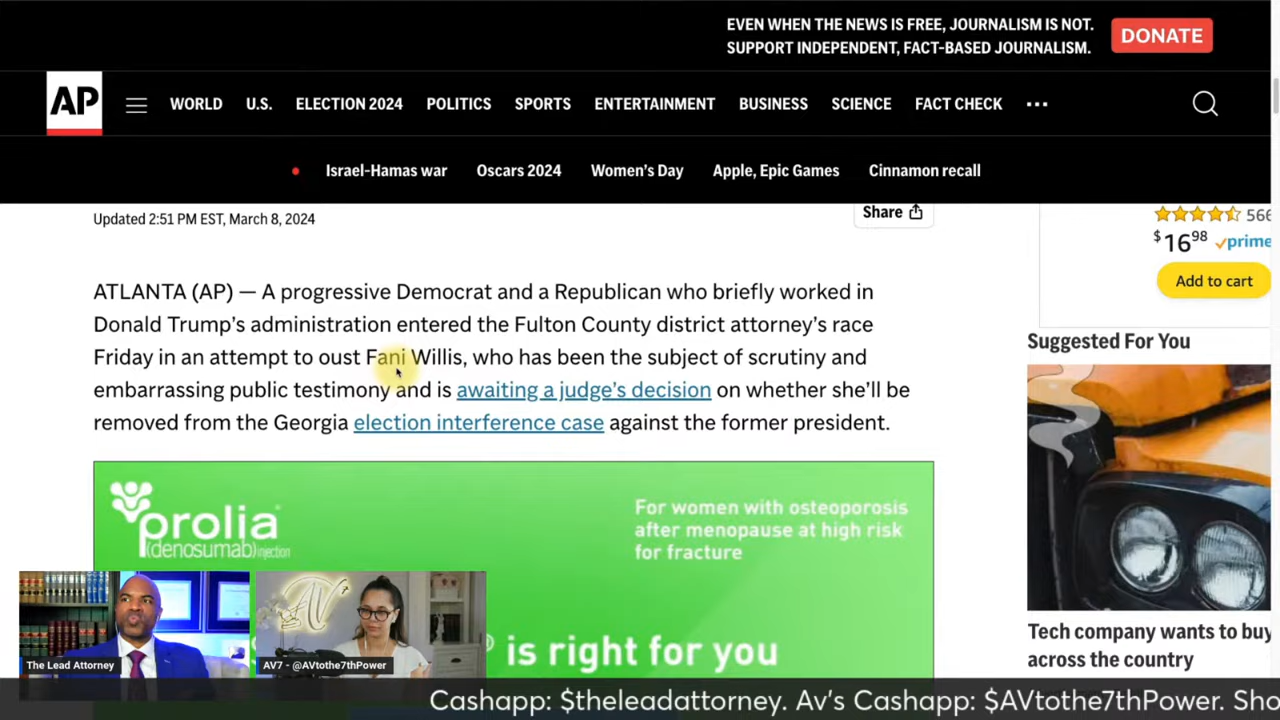 EVEN WHEN THE NEWS IS FREE, JOURNALISM IS NOT.
SUPPORT INDEPENDENT, FACT-BASED JOURNALISM.
DONATE
AP
WORLD
U.S.
ELECTION 2024
POLITICS
SPORTS
ENTERTAINMENT
BUSINESS
SCIENCE
FACT CHECK
Israel-Hamas war
Oscars 2024
Women's Day
Apple, Epic Games
Cinnamon recall
Updated 2:51 PM EST, March 8, 2024
Share
566
$16 98
prime
Add to cart
ATLANTA (AP) — A progressive Democrat and a Republican who briefly worked in
Donald Trump's administration entered the Fulton County district attorney's race
Friday in an attempt to oust Fani Willis, who has been the subject of scrutiny and
embarrassing public testimony and is awaiting a judge's decision on whether she'll be
removed from the Georgia election interference case against the former president.
Suggested For You
prolia
(denosumab) injection
For women with osteoporosis
after menopause at high risk
for fracture
is right for you
Tech company wants to buy
across the country
AV7
The Lead Attorney
AV7 - @AVtothe7thPower
Cashapp: $theleadattorney. Av's Cashapp: $AVtothe7thPower. Sho